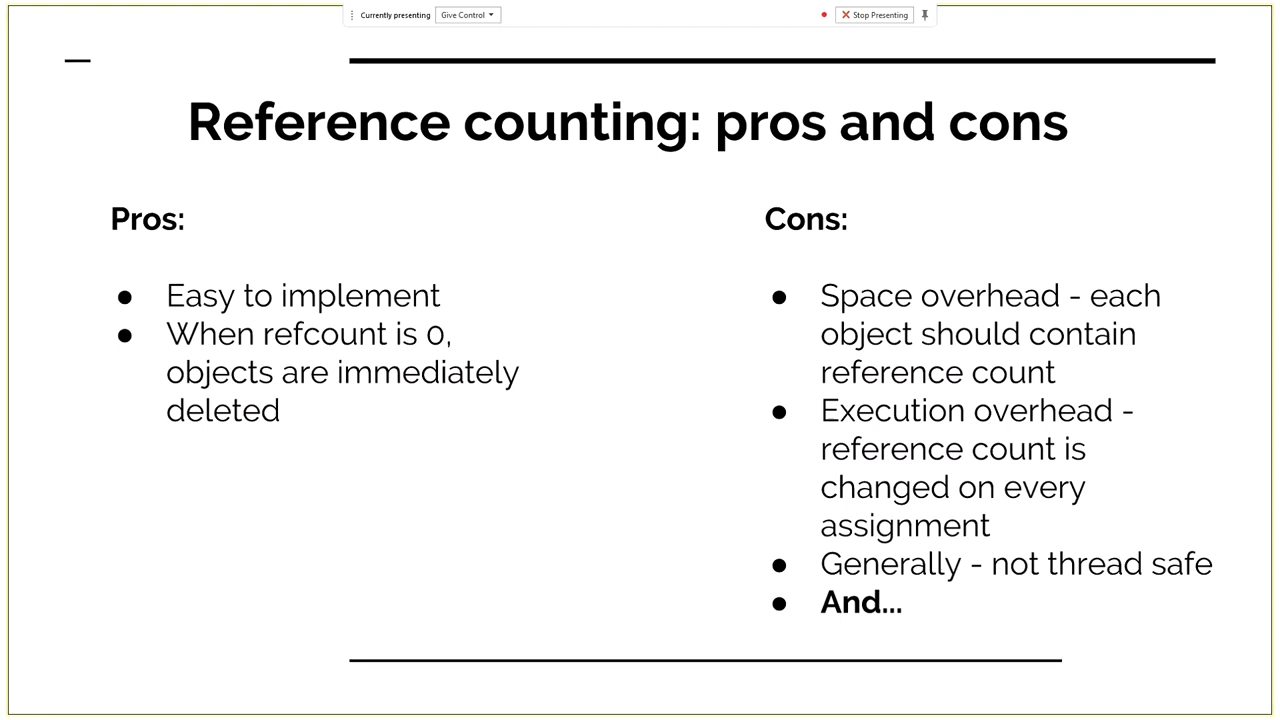 Currently presenting
Give Control
Stop Presenting
Reference counting: pros and cons
Pros:
● Easy to implement
● When refcount is 0,
objects are immediately
deleted
Cons:
● Space overhead - each
object should contain
reference count
● Execution overhead -
reference count is
changed on every
assignment
● Generally - not thread safe
● And...